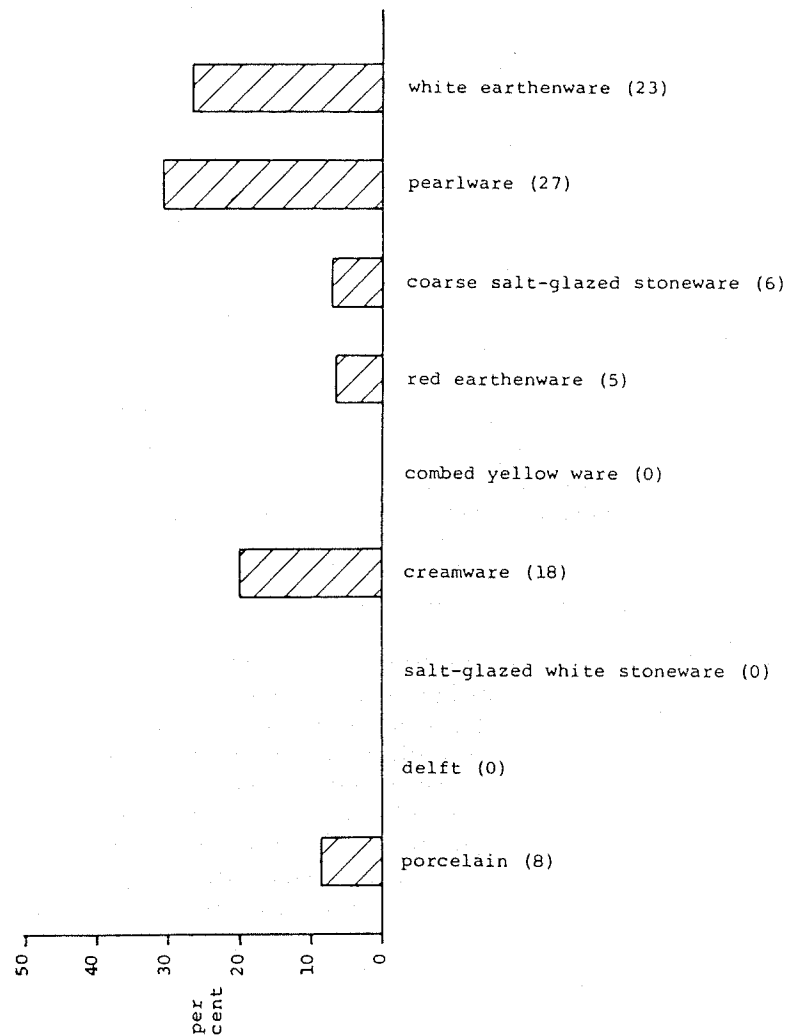 white earthenware (23)
pearlware (27)
coarse salt-glazed stoneware (6)
red earthenware (5)
combed yellow ware (0)
creamware (18)
salt-glazed white stoneware (0)
delft (0)
porcelain (8)
50
40
30
20
10
0
per
cent